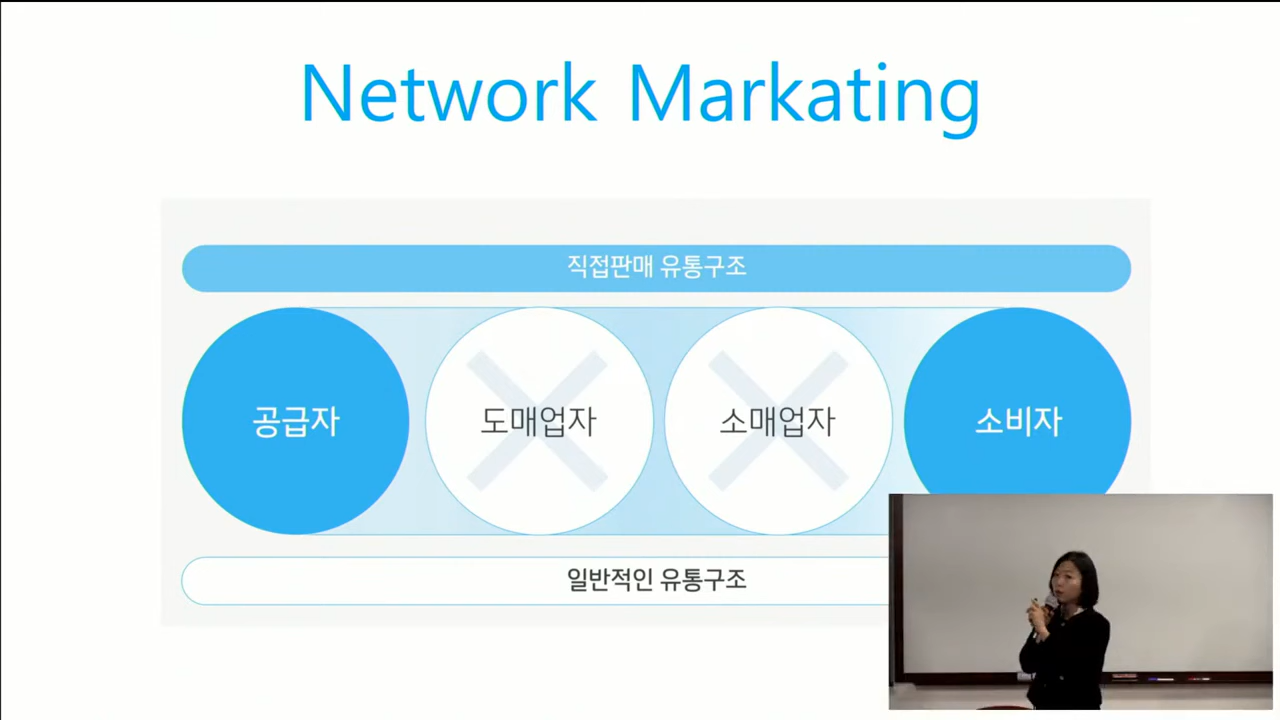 Network Markating
직접판매 유통구조
공급자
도매업자
소매업자
소비자
일반적인 유통구조